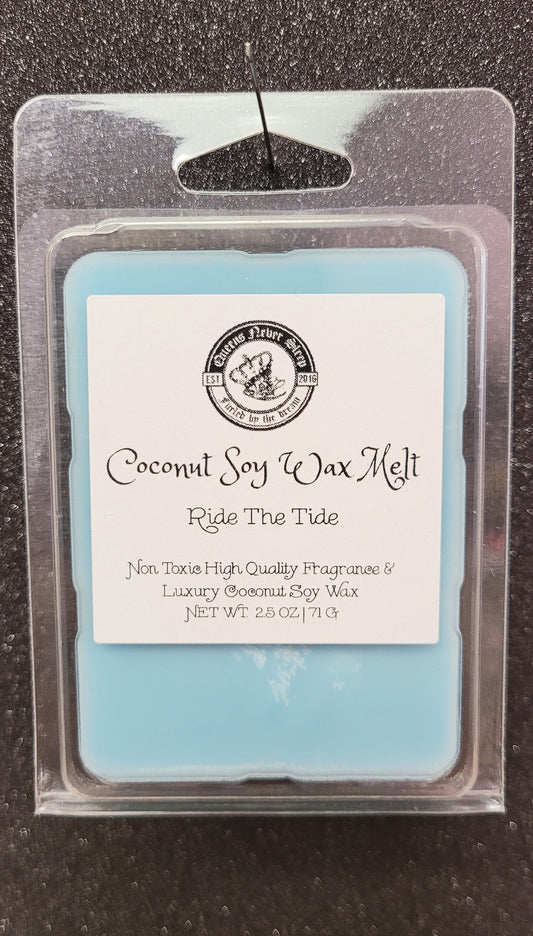 Queens Never Sleep
EST 2016
Fueled by the dream
Coconut Soy Wax Melt
Ride The Tide
Non Toxic High Quality Fragrance &
Luxury Coconut Soy Wax
NET WT. 2.5 OZ | 71 G